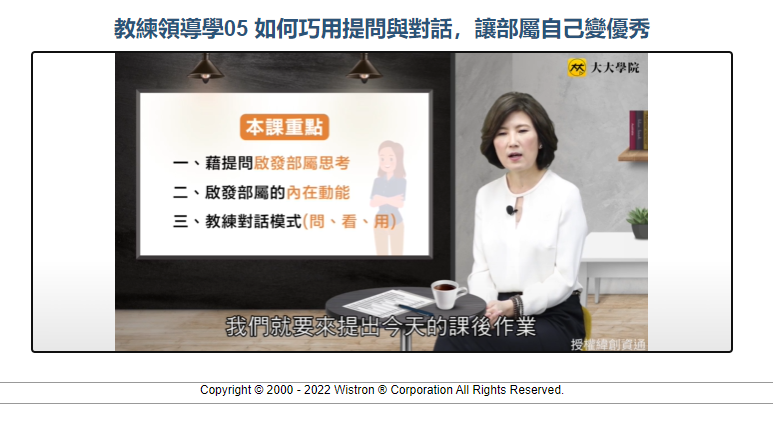 教練領導學05 如何巧用提問與對話，讓部屬自己變優秀
大大學院
本課重點
一、藉提問啟發部屬思考
二、啟發部屬的內在動能
三、教練對話模式(問、看、用)
我們就要來提出今天的課後作業
授權緯創資通
Copyright © 2000 - 2022 Wistron ® Corporation All Rights Reserved.